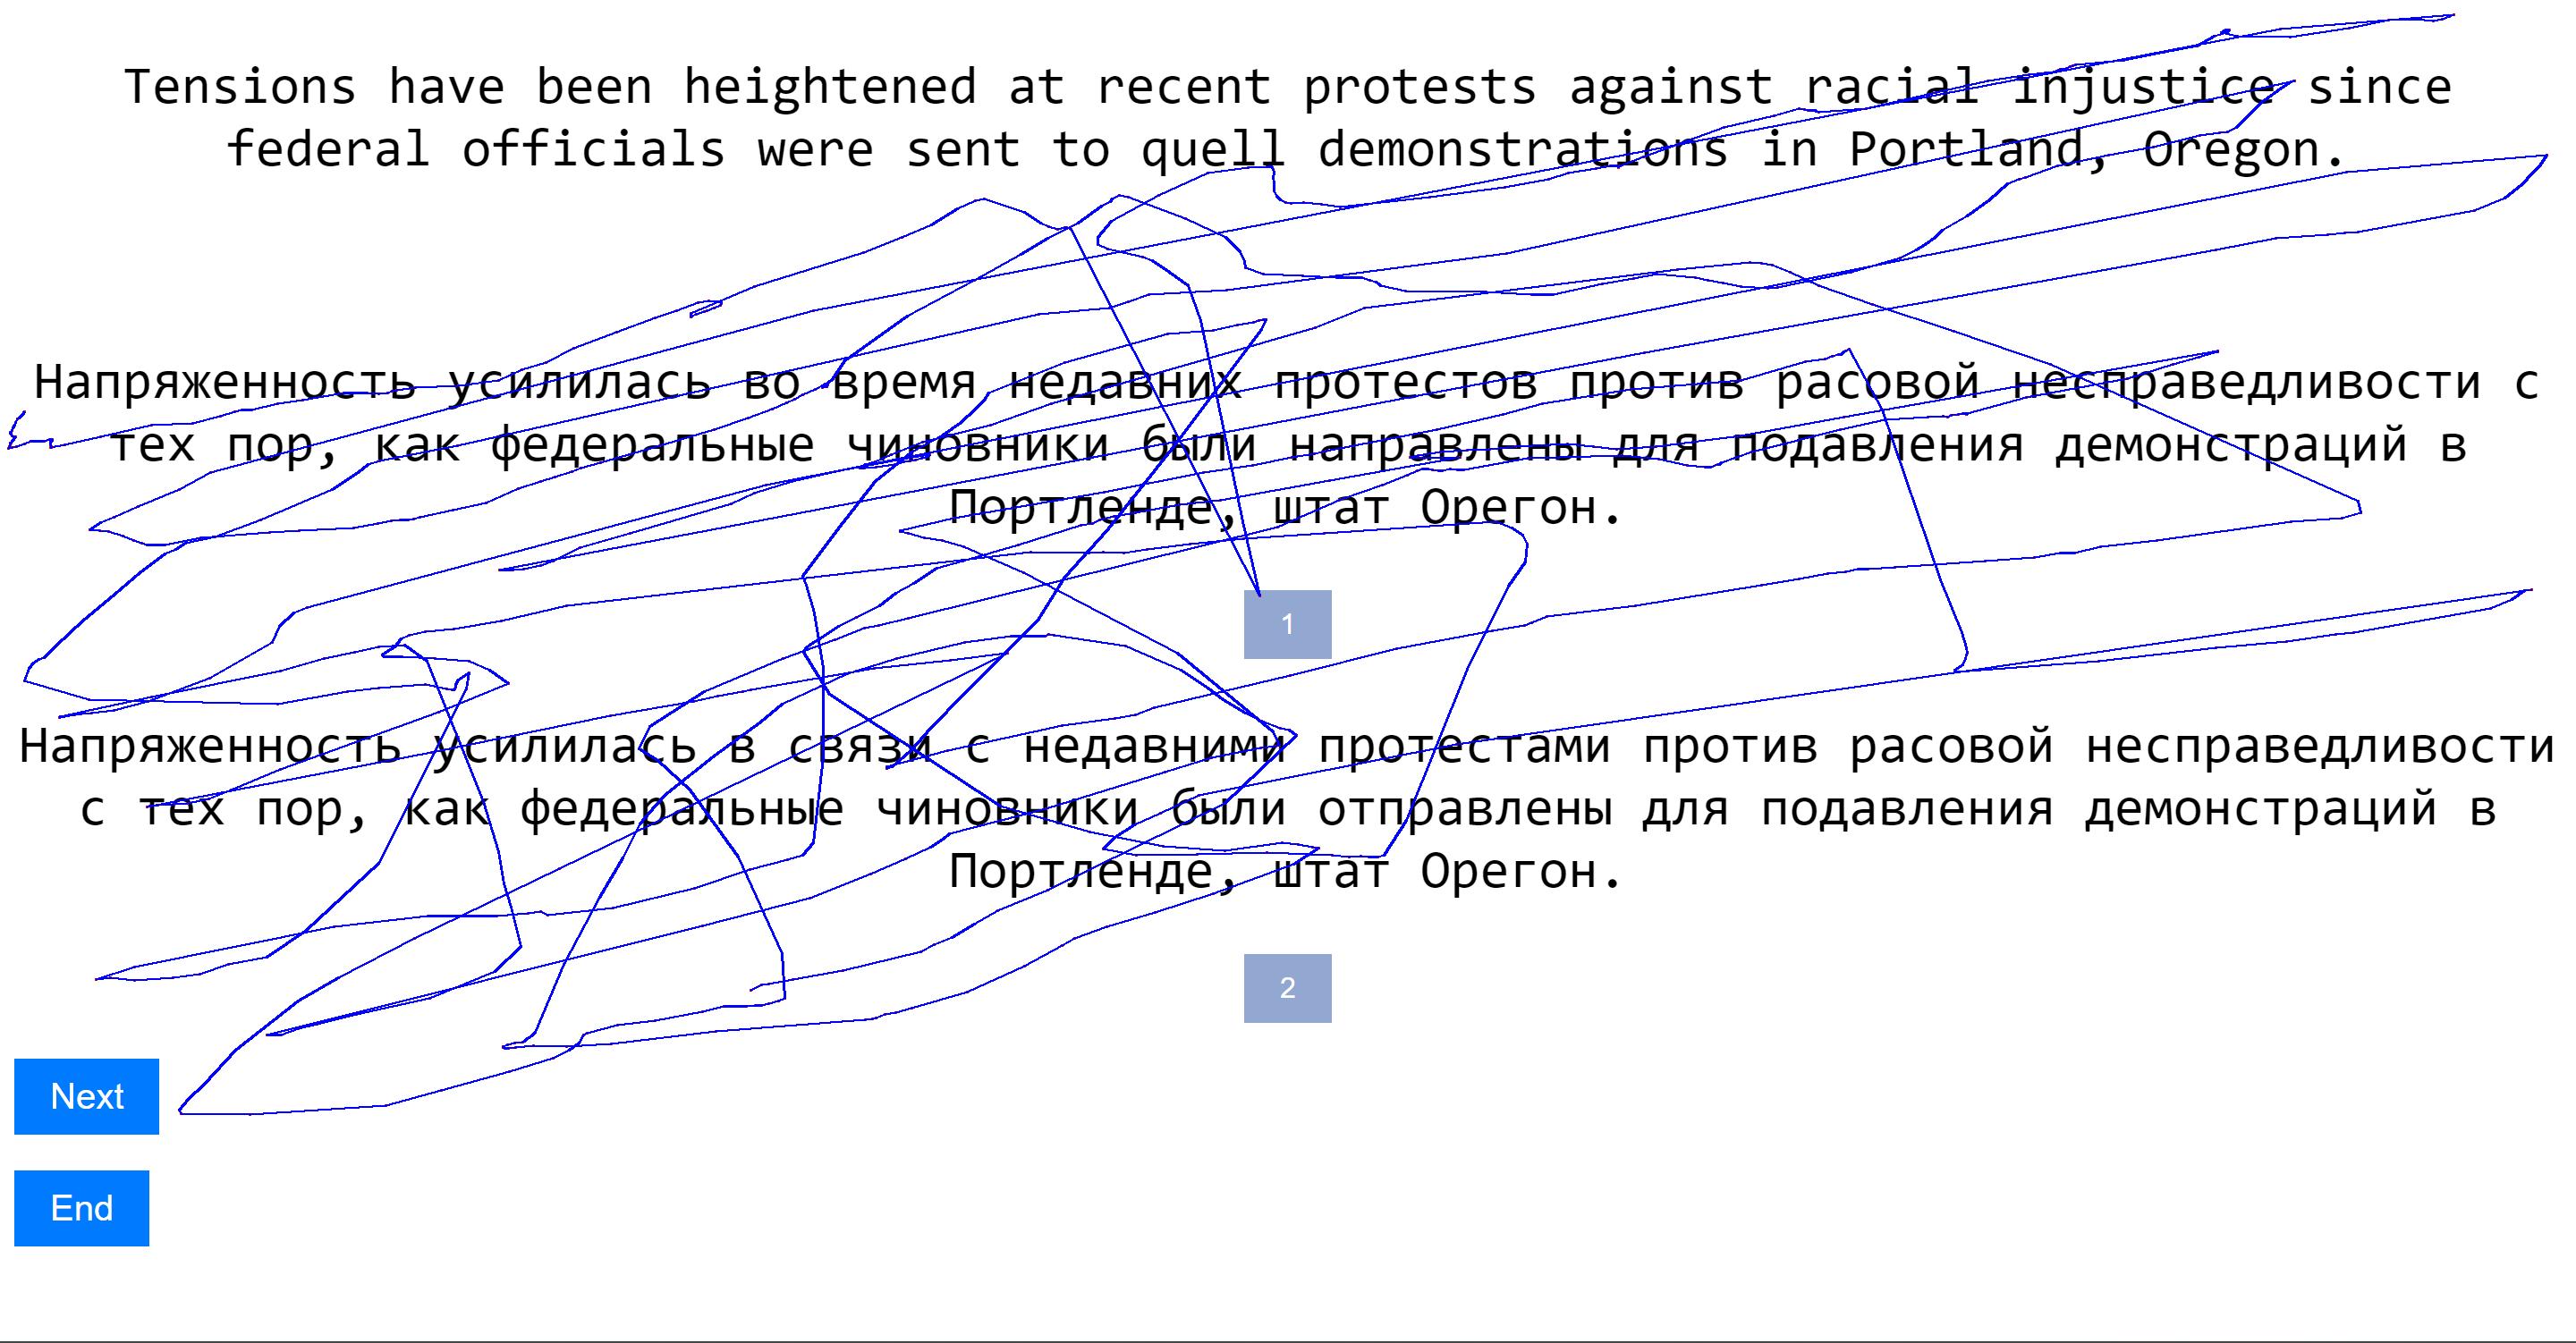 Tensions have been heightened at recent protests against racial injustice since
federal officials were sent to quell demonstrations in Portland, Oregon.
Напряженность усилилась во время недавних протестов против расовой несправедливости с
тех пор, как федеральные чиновники были направлены для подавления демонстраций в
Портленде, штат Орегон.
1
Напряженность усилилась в связи с недавними протестами против расовой несправедливости
с тех пор, как федеральные чиновники были отправлены для подавления демонстраций в
Портленде, штат Орегон.
2
Next
End